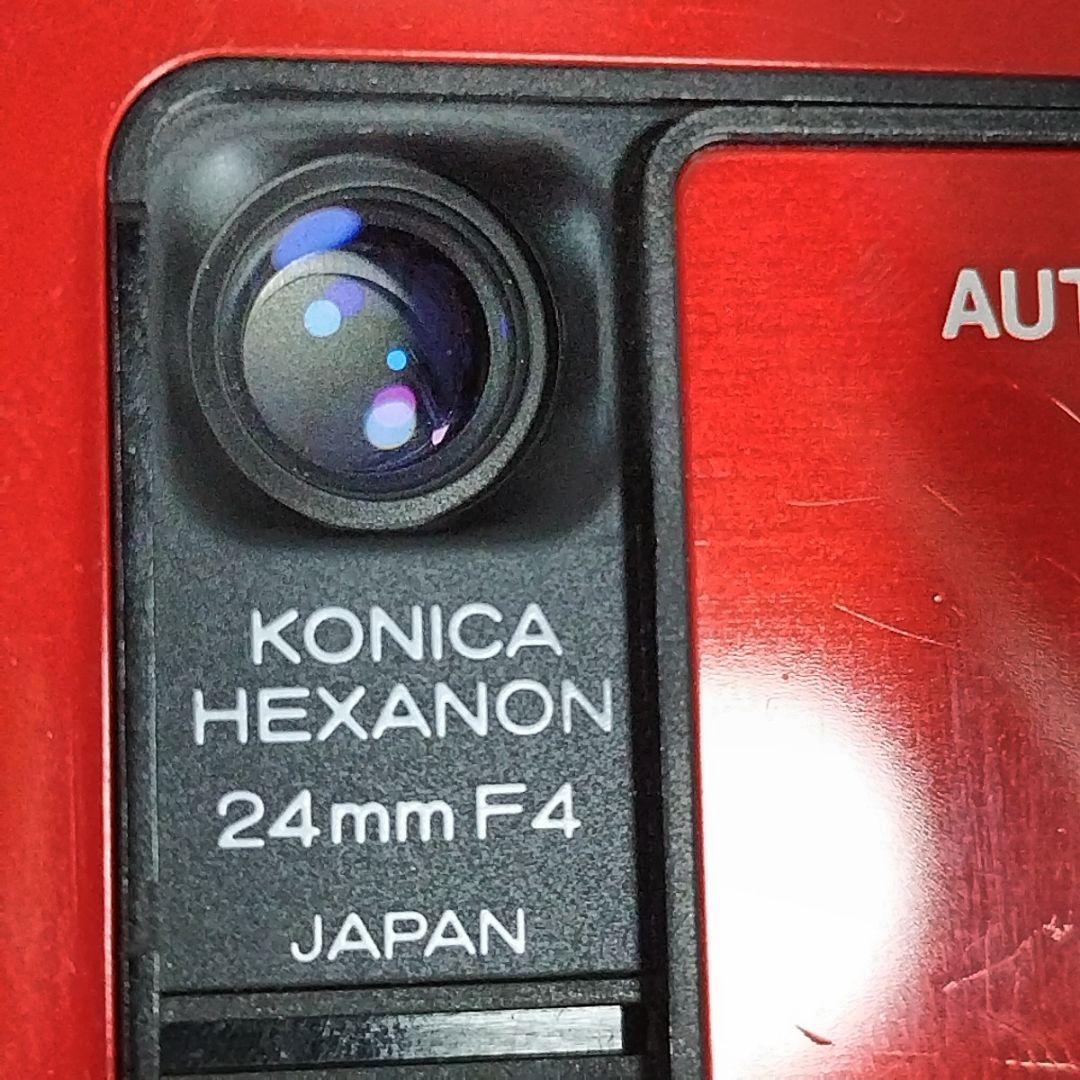 KONICA
HEXANON
24mm F4
JAPAN
AUT